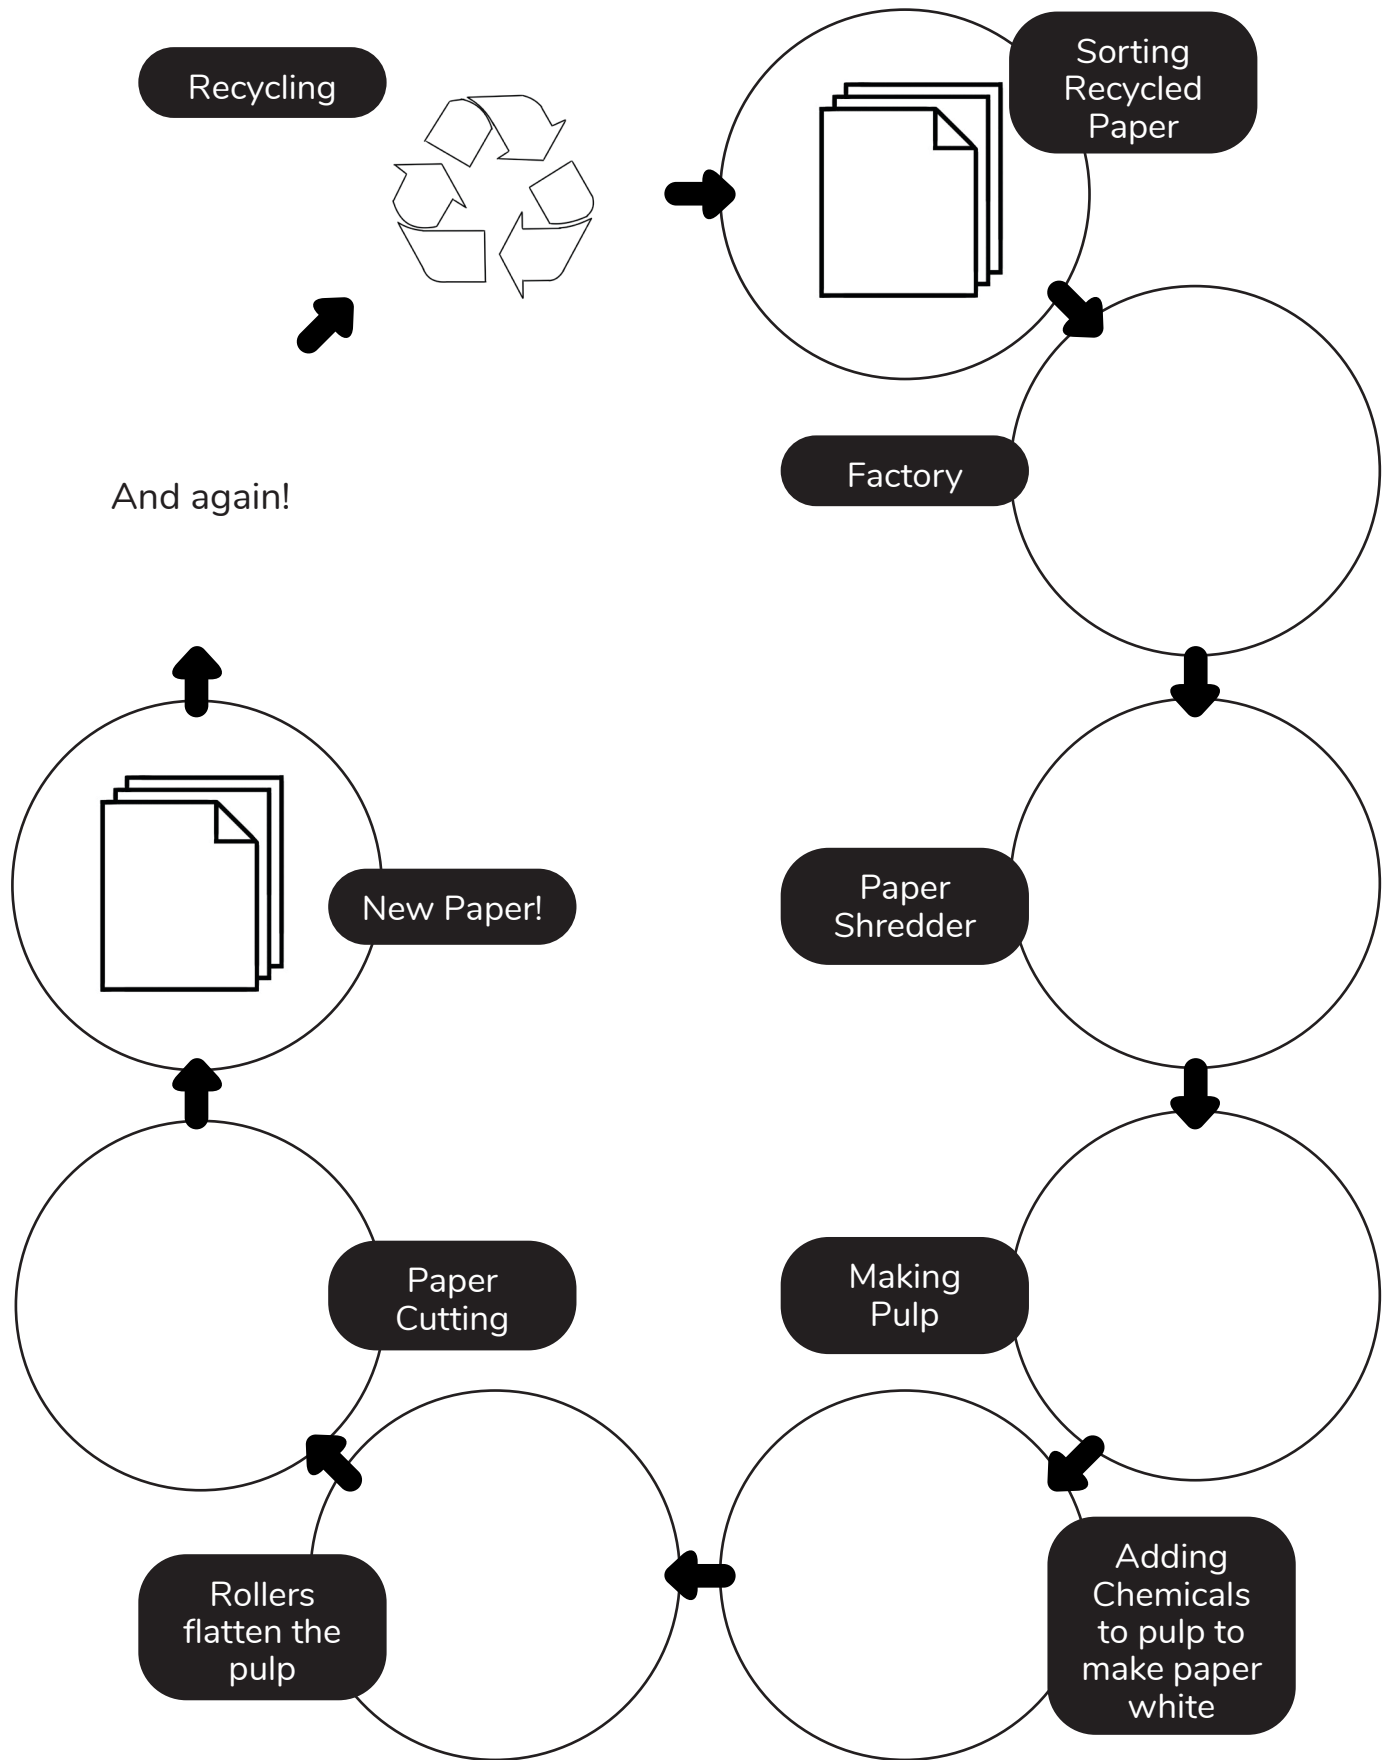 Recycling
Sorting
Recycled
Paper
Factory
Paper
Shredder
Making
Pulp
Adding
Chemicals
to pulp to
make paper
white
Rollers
flatten the
pulp
Paper
Cutting
New Paper!
And again!